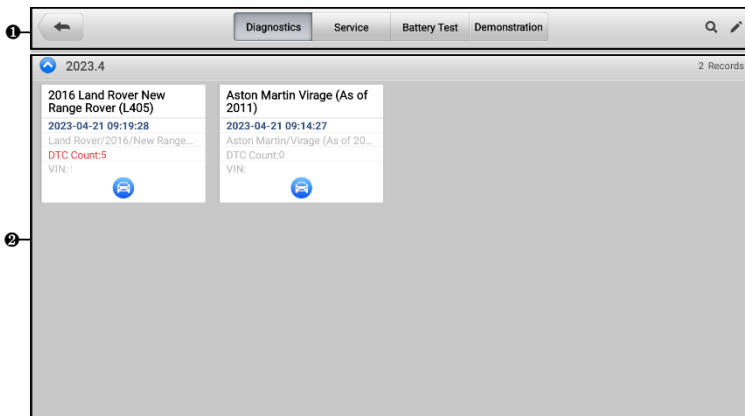 ❶
Diagnostics Service Battery Test Demonstration
2023.4 2 Records
2016 Land Rover New
Range Rover (L405)
2023-04-21 09:19:28
Land Rover/2016/New Range...
DTC Count:5
VIN: :
Aston Martin Virage (As of
2011)
2023-04-21 09:14:27
Aston Martin/Virage (As of 20...
DTC Count:0
VIN:
❷